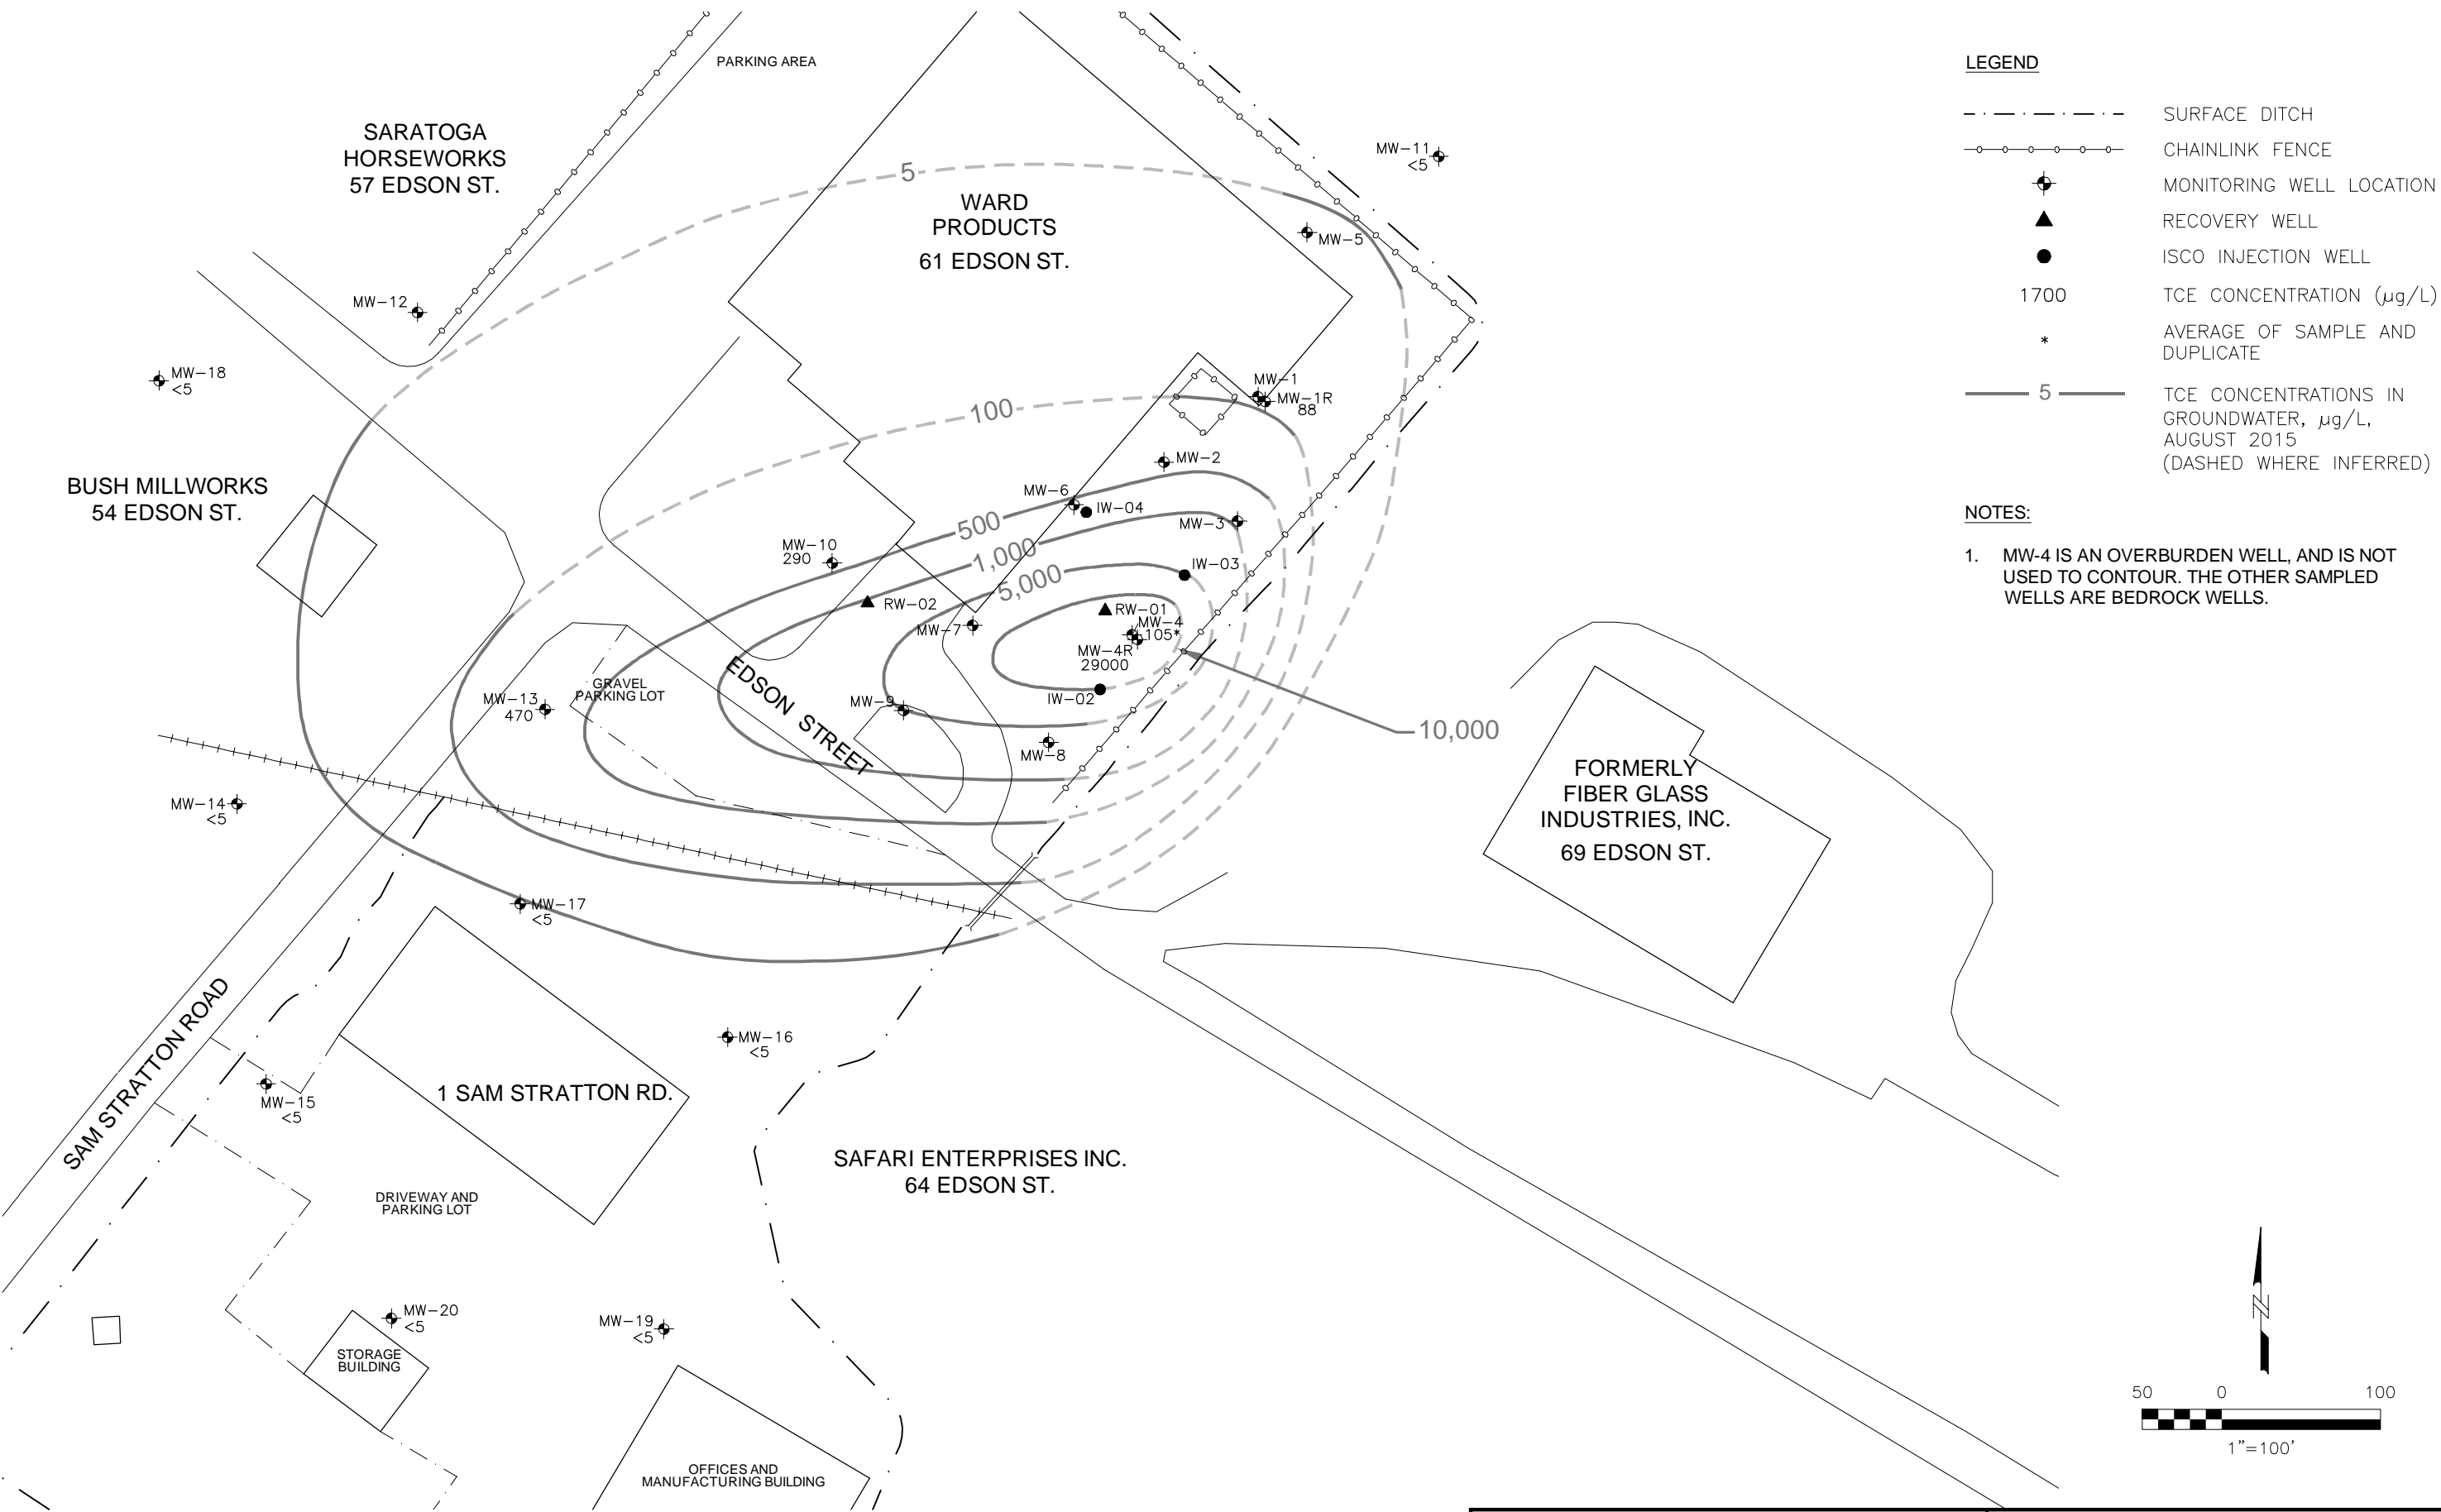 PARKING AREA
SARATOGA
HORSEWORKS
57 EDSON ST.
5
WARD
PRODUCTS
61 EDSON ST.
MW-11
<5
MW-5
MW-12
MW-18
<5
100
MW-1
MW-1R
88
MW-2
BUSH MILLWORKS
54 EDSON ST.
MW-6
IW-04
500
MW-3
MW-10
290
1,000
IW-03
5,000
RW-02
RW-01
MW-4
105*
MW-7
MW-4R
29000
EDSON STREET
GRAVEL
PARKING LOT
MW-13
470
MW-9
IW-02
10,000
MW-8
MW-14
<5
FORMERLY
FIBER GLASS
INDUSTRIES, INC.
69 EDSON ST.
MW-17
<5
SAM STRATTON ROAD
MW-16
<5
1 SAM STRATTON RD.
MW-15
<5
SAFARI ENTERPRISES INC.
64 EDSON ST.
DRIVEWAY AND
PARKING LOT
MW-20
<5
MW-19
<5
STORAGE
BUILDING
OFFICES AND
MANUFACTURING BUILDING
LEGEND
SURFACE DITCH
CHAINLINK FENCE
MONITORING WELL LOCATION
RECOVERY WELL
ISCO INJECTION WELL
1700 TCE CONCENTRATION (µg/L)
* AVERAGE OF SAMPLE AND
DUPLICATE
5 TCE CONCENTRATIONS IN
GROUNDWATER, µg/L,
AUGUST 2015
(DASHED WHERE INFERRED)
NOTES:
1. MW-4 IS AN OVERBURDEN WELL, AND IS NOT
USED TO CONTOUR. THE OTHER SAMPLED
WELLS ARE BEDROCK WELLS.
N
50 0 100
1"=100'